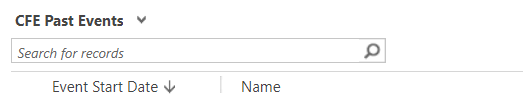 CFE Past Events
Search for records
Event Start Date Name